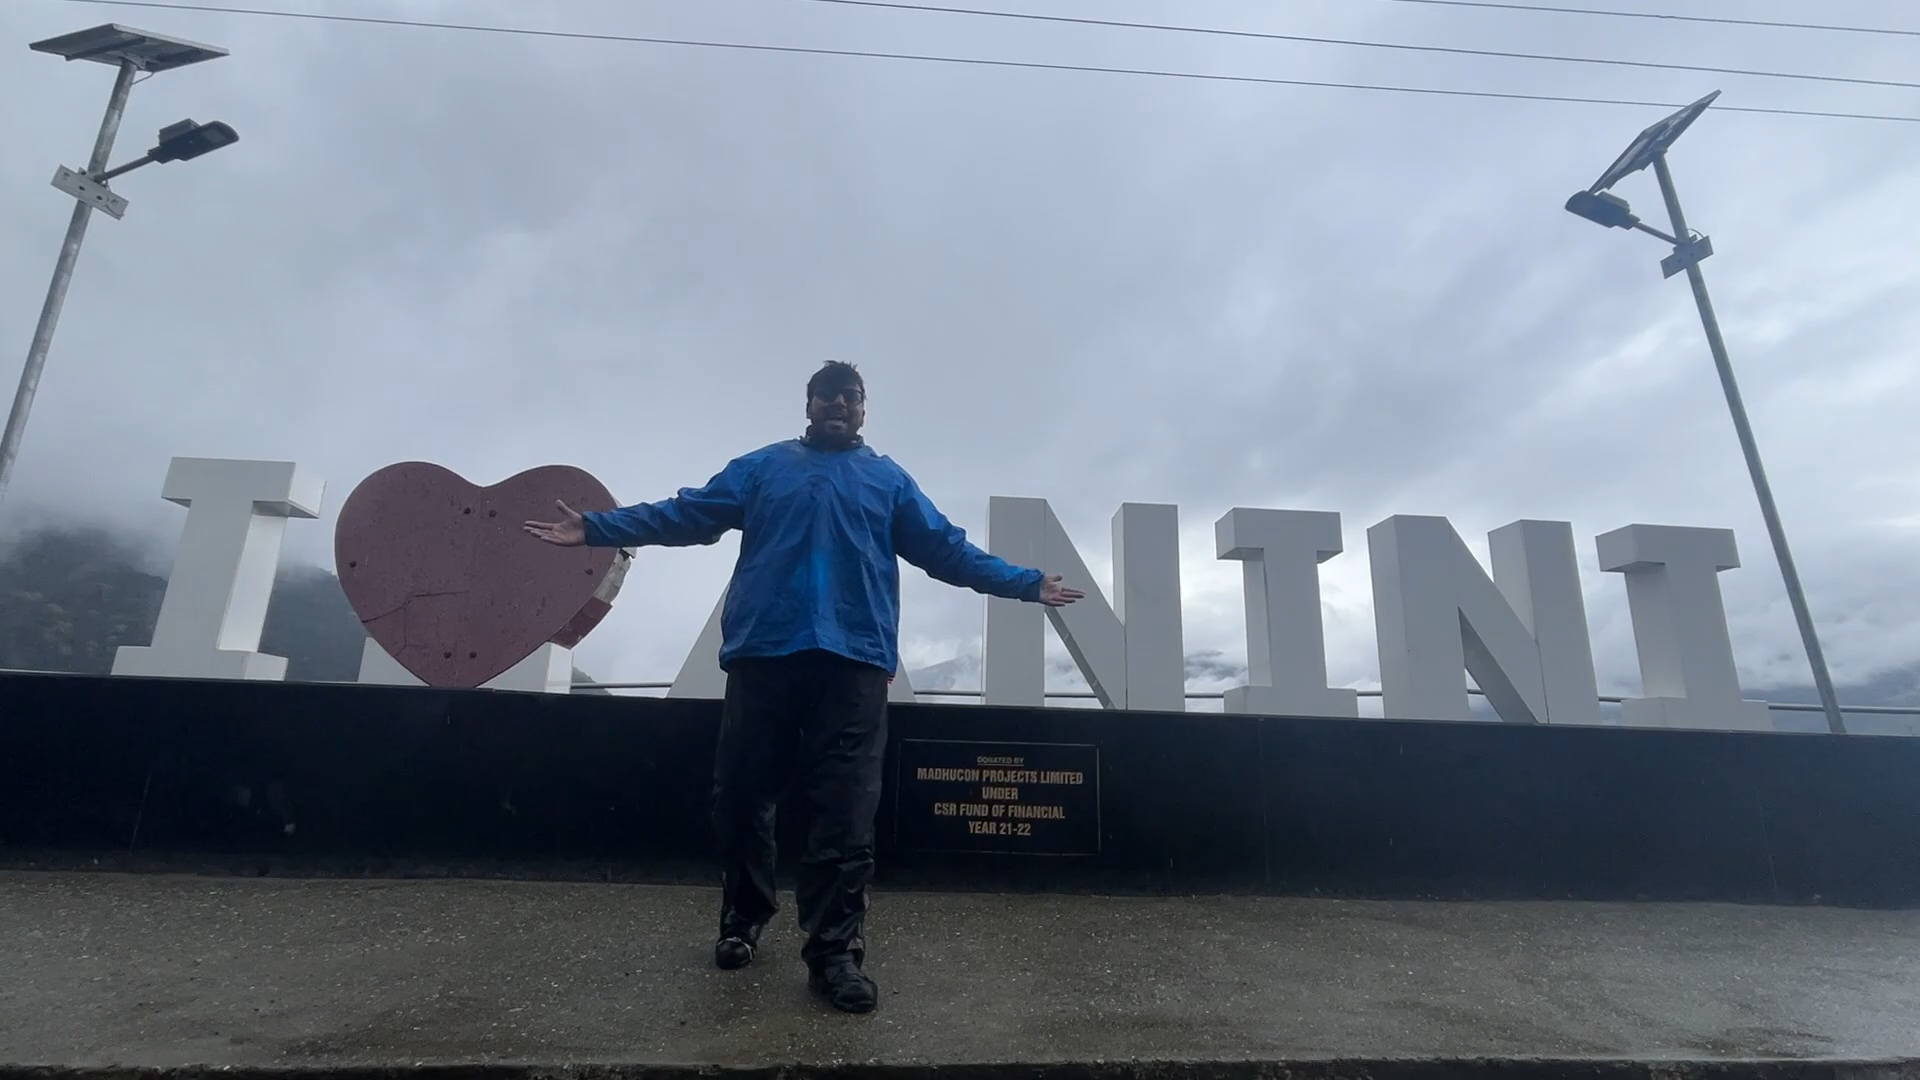 I ANINI
DONATED BY
MADHUCON PROJECTS LIMITED
UNDER
CSR FUND OF FINANCIAL
YEAR 21-22